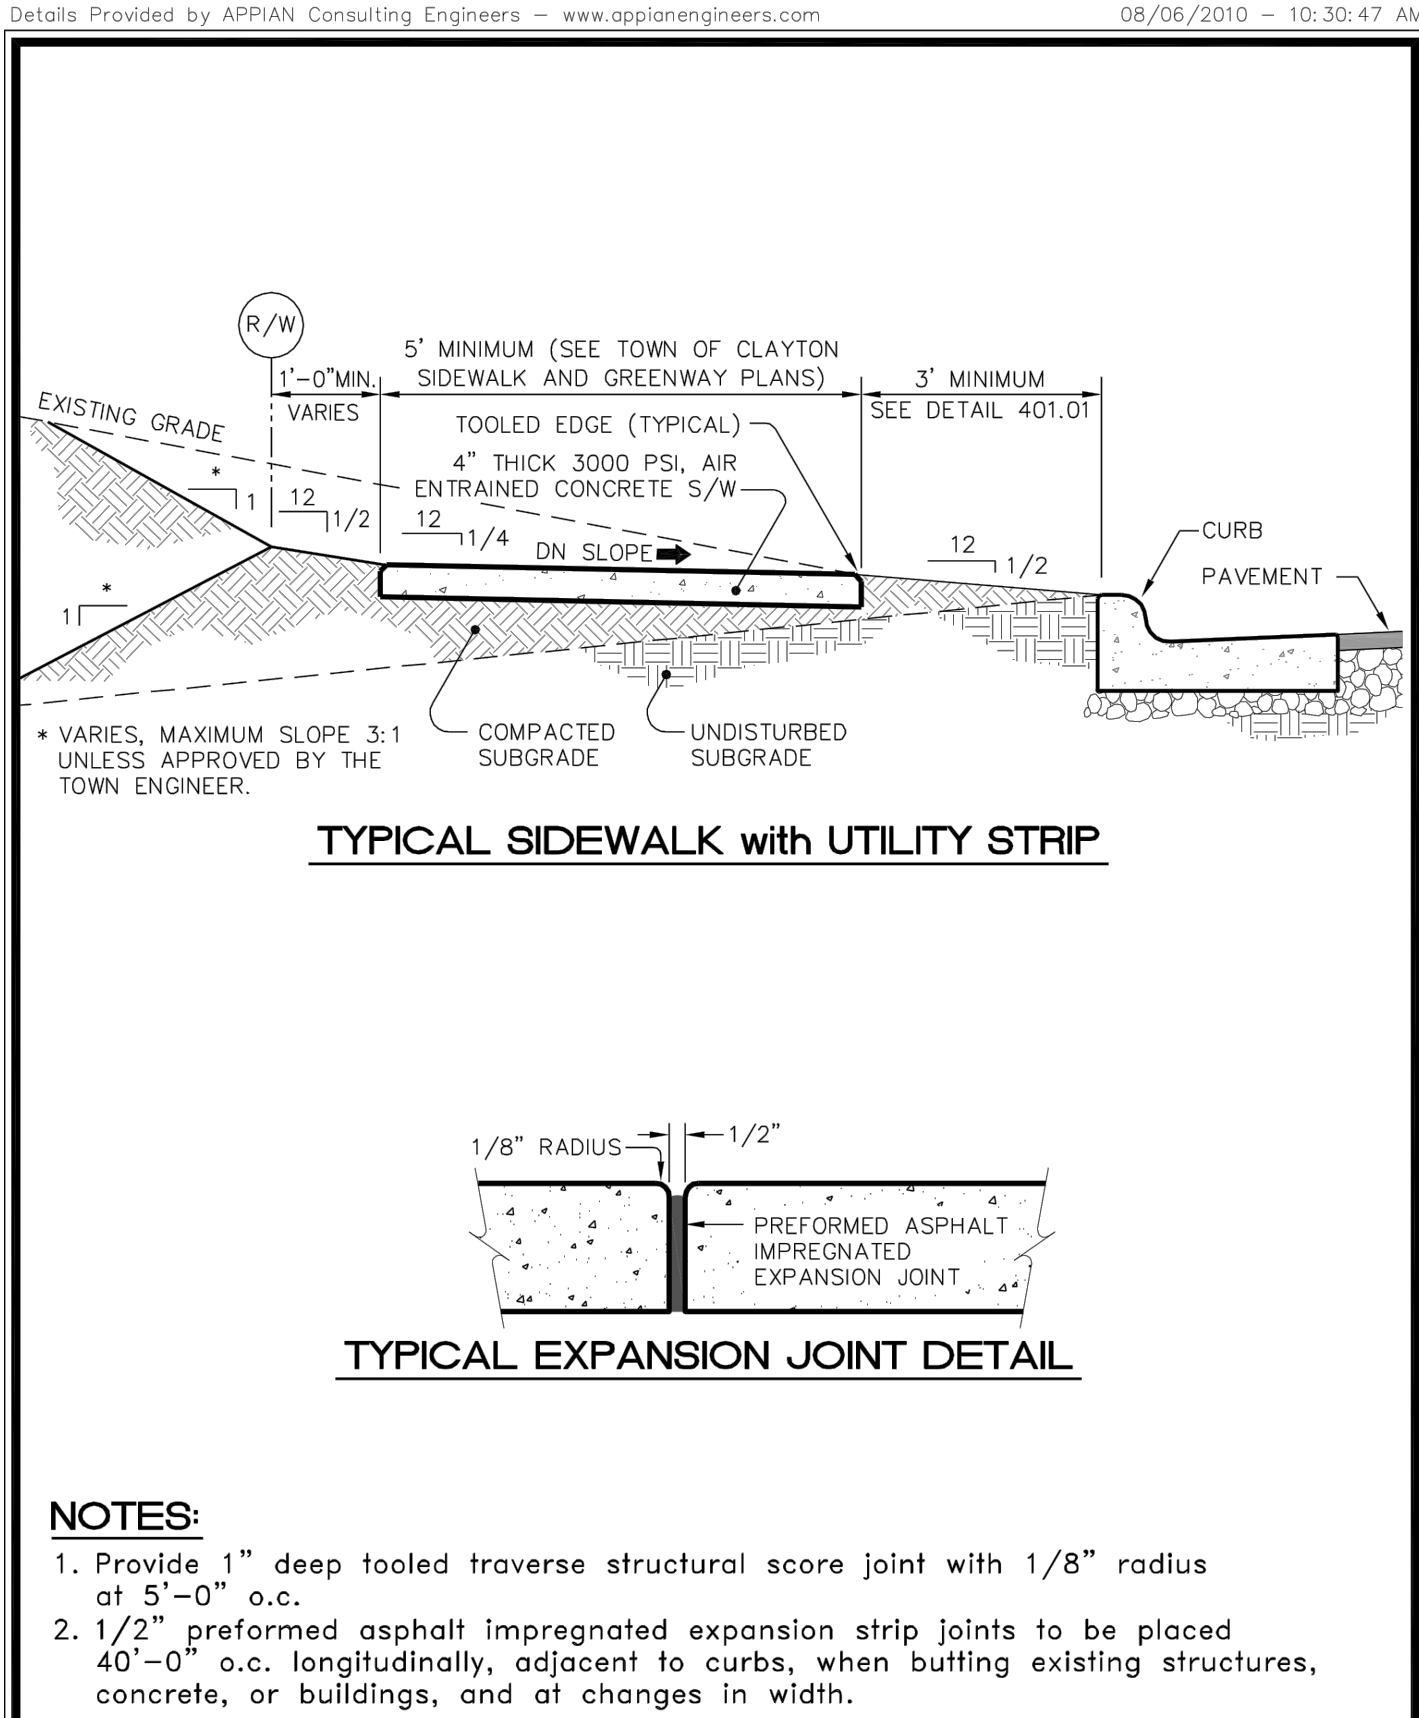 Details Provided by APPIAN Consulting Engineers – www.appianengineers.com
08/06/2010 – 10:30:47 AM
R/W
5' MINIMUM (SEE TOWN OF CLAYTON
SIDEWALK AND GREENWAY PLANS)
1'-0"MIN.
VARIES
3' MINIMUM
SEE DETAIL 401.01
EXISTING GRADE
TOOLED EDGE (TYPICAL)
4" THICK 3000 PSI, AIR
ENTRAINED CONCRETE S/W
*
1
12
1/2
12
1/4
DN SLOPE
12
1/2
CURB
PAVEMENT
*
1
* VARIES, MAXIMUM SLOPE 3:1
UNLESS APPROVED BY THE
TOWN ENGINEER.
COMPACTED
SUBGRADE
UNDISTURBED
SUBGRADE
TYPICAL SIDEWALK with UTILITY STRIP
1/8" RADIUS
1/2"
PREFORMED ASPHALT
IMPREGNATED
EXPANSION JOINT
TYPICAL EXPANSION JOINT DETAIL
NOTES:
1. Provide 1" deep tooled traverse structural score joint with 1/8" radius
at 5'-0" o.c.
2. 1/2" preformed asphalt impregnated expansion strip joints to be placed
40'-0" o.c. longitudinally, adjacent to curbs, when butting existing structures,
concrete, or buildings, and at changes in width.